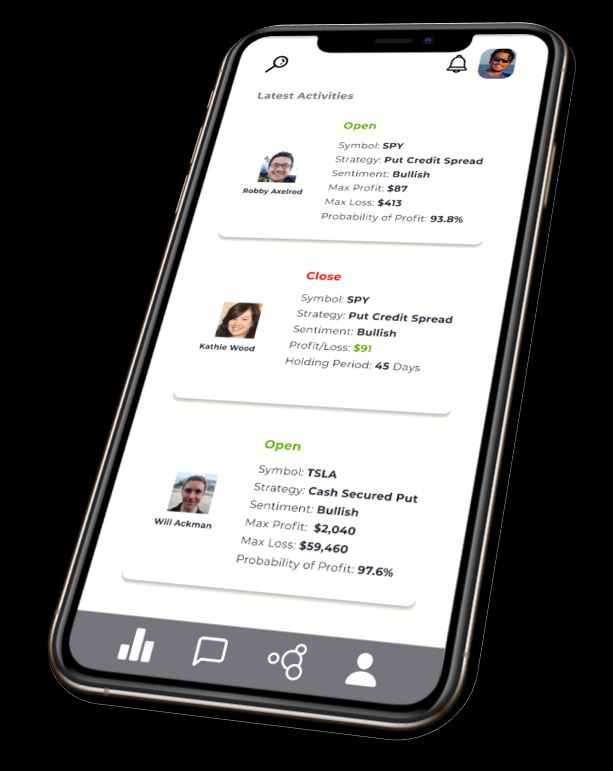 Latest Activities
Open
Symbol: SPY
Strategy: Put Credit Spread
Sentiment: Bullish
Max Profit: $87
Max Loss: $413
Probability of Profit: 93.8%
Robby Axelrod
Close
Symbol: SPY
Strategy: Put Credit Spread
Sentiment: Bullish
Profit/Loss: $91
Holding Period: 45 Days
Kathie Wood
Open
Symbol: TSLA
Strategy: Cash Secured Put
Sentiment: Bullish
Max Profit: $2,040
Max Loss: $59,460
Probability of Profit: 97.6%
Will Ackman